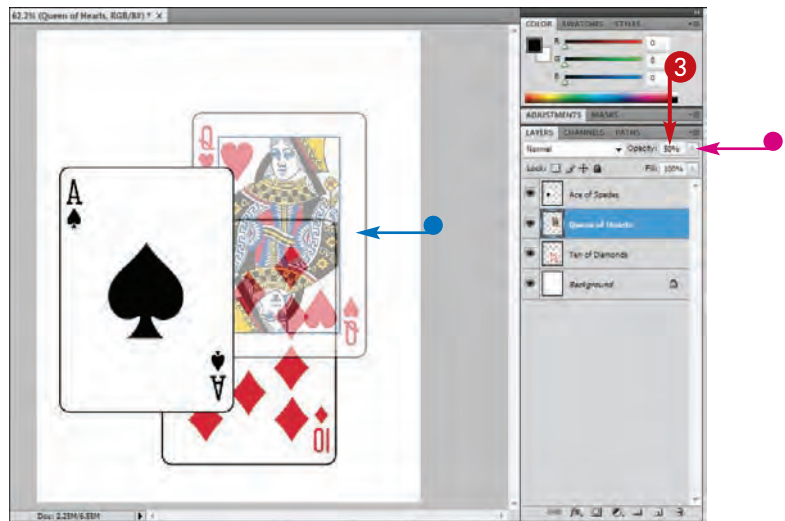 62.2% (Queen of Hearts, RGB/8#) * X
COLOR SWATCHES STYLES
R 0
G 0
B 0
3
ADJUSTMENTS MASKS
LAYERS CHANNELS PATHS
Normal Opacity: 50%
Lock: Fill: 100%
Ace of Spades
Queen of Hearts
Ten of Diamonds
Background
Q
A
Q
A
10
Doc: 2.25M/6.55M